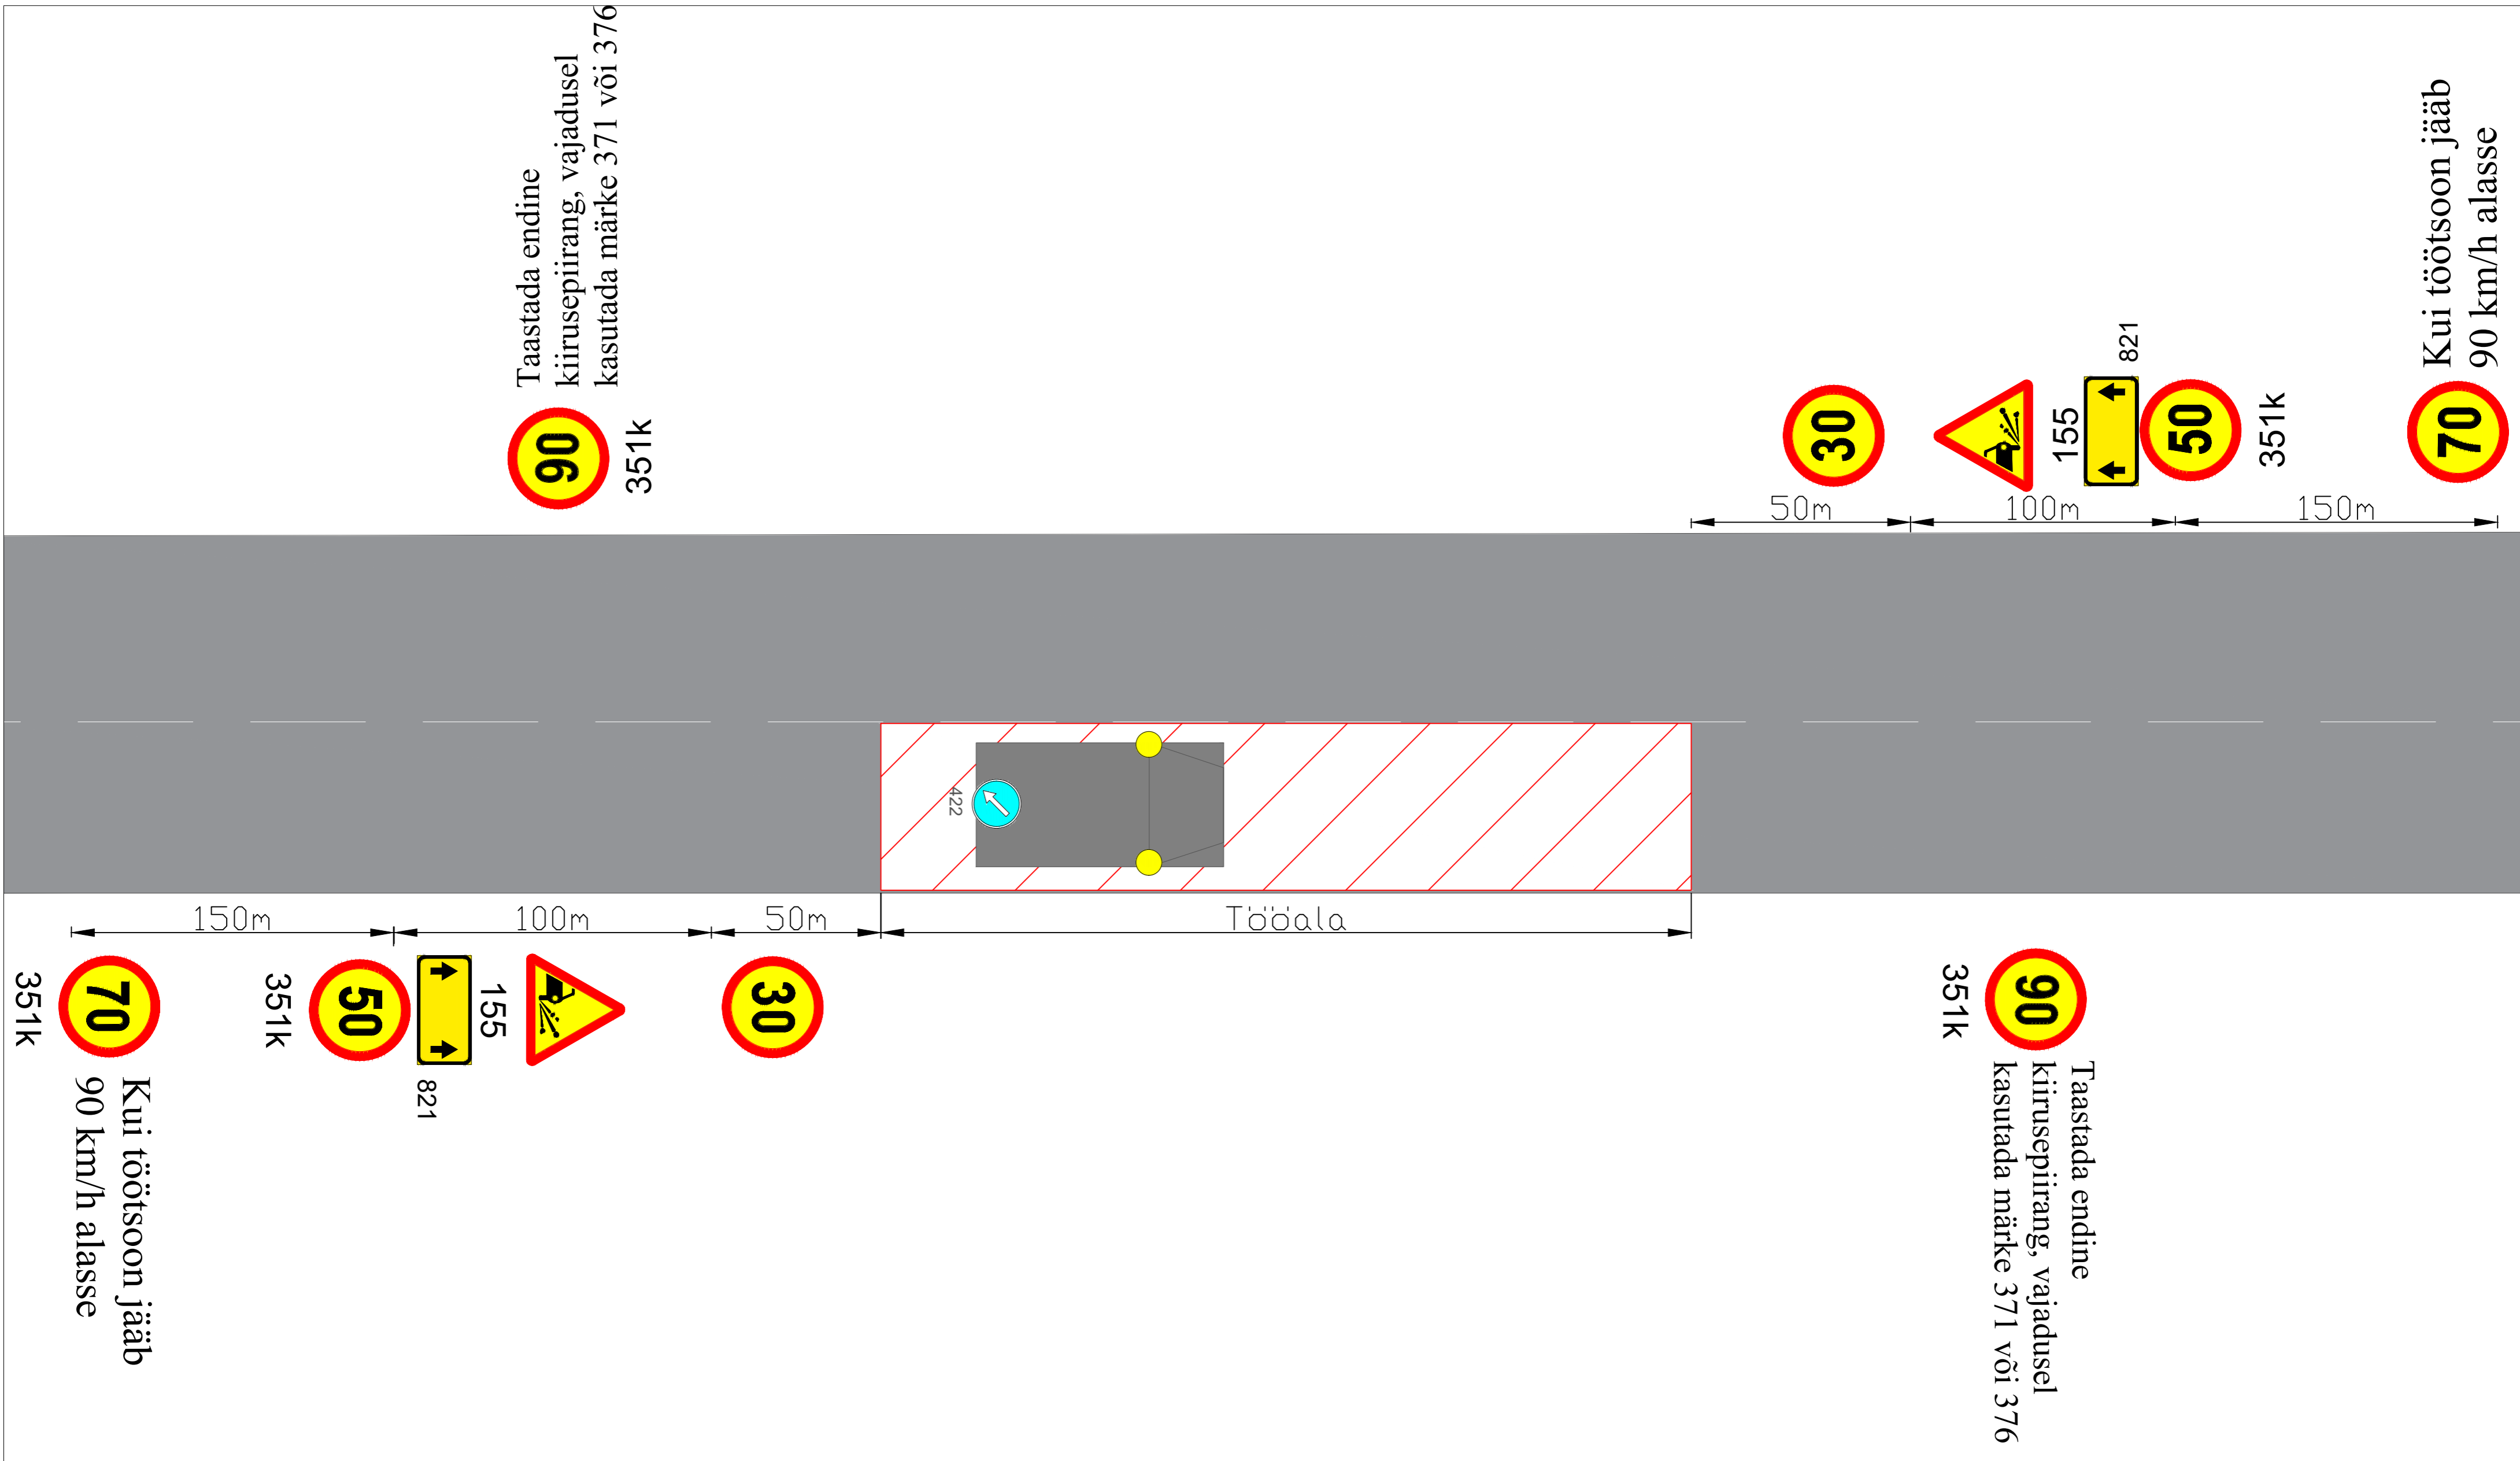 Taastada endine
kiirusepiirang, vajadusel
kasutada märke 371 või 376
90
351k
30
155
821
50
351k
Kui töötsoon jääb
90 km/h alasse
70
50m
100m
150m
422
150m
100m
50m
Tööala
351k
70
Kui töötsoon jääb
90 km/h alasse
351k
50
821
155
30
351k
90
Taastada endine
kiirusepiirang, vajadusel
kasutada märke 371 või 376